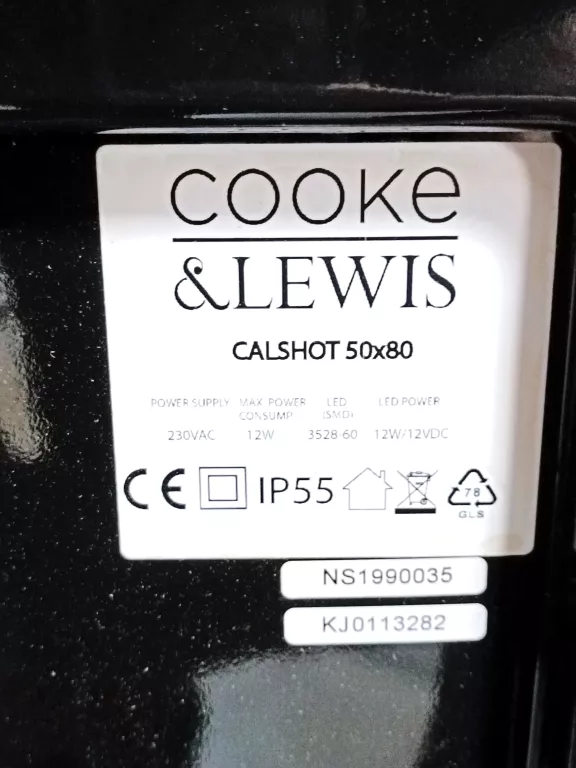 COOKe
&LEWIS
CALSHOT 50x80
POWER SUPPLY MAX. POWER CONSUMP. LED (SMD) LED POWER
230VAC 12W 3528-60 12W/12VDC
CE IP55 78
GLS
NS1990035
KJ0113282